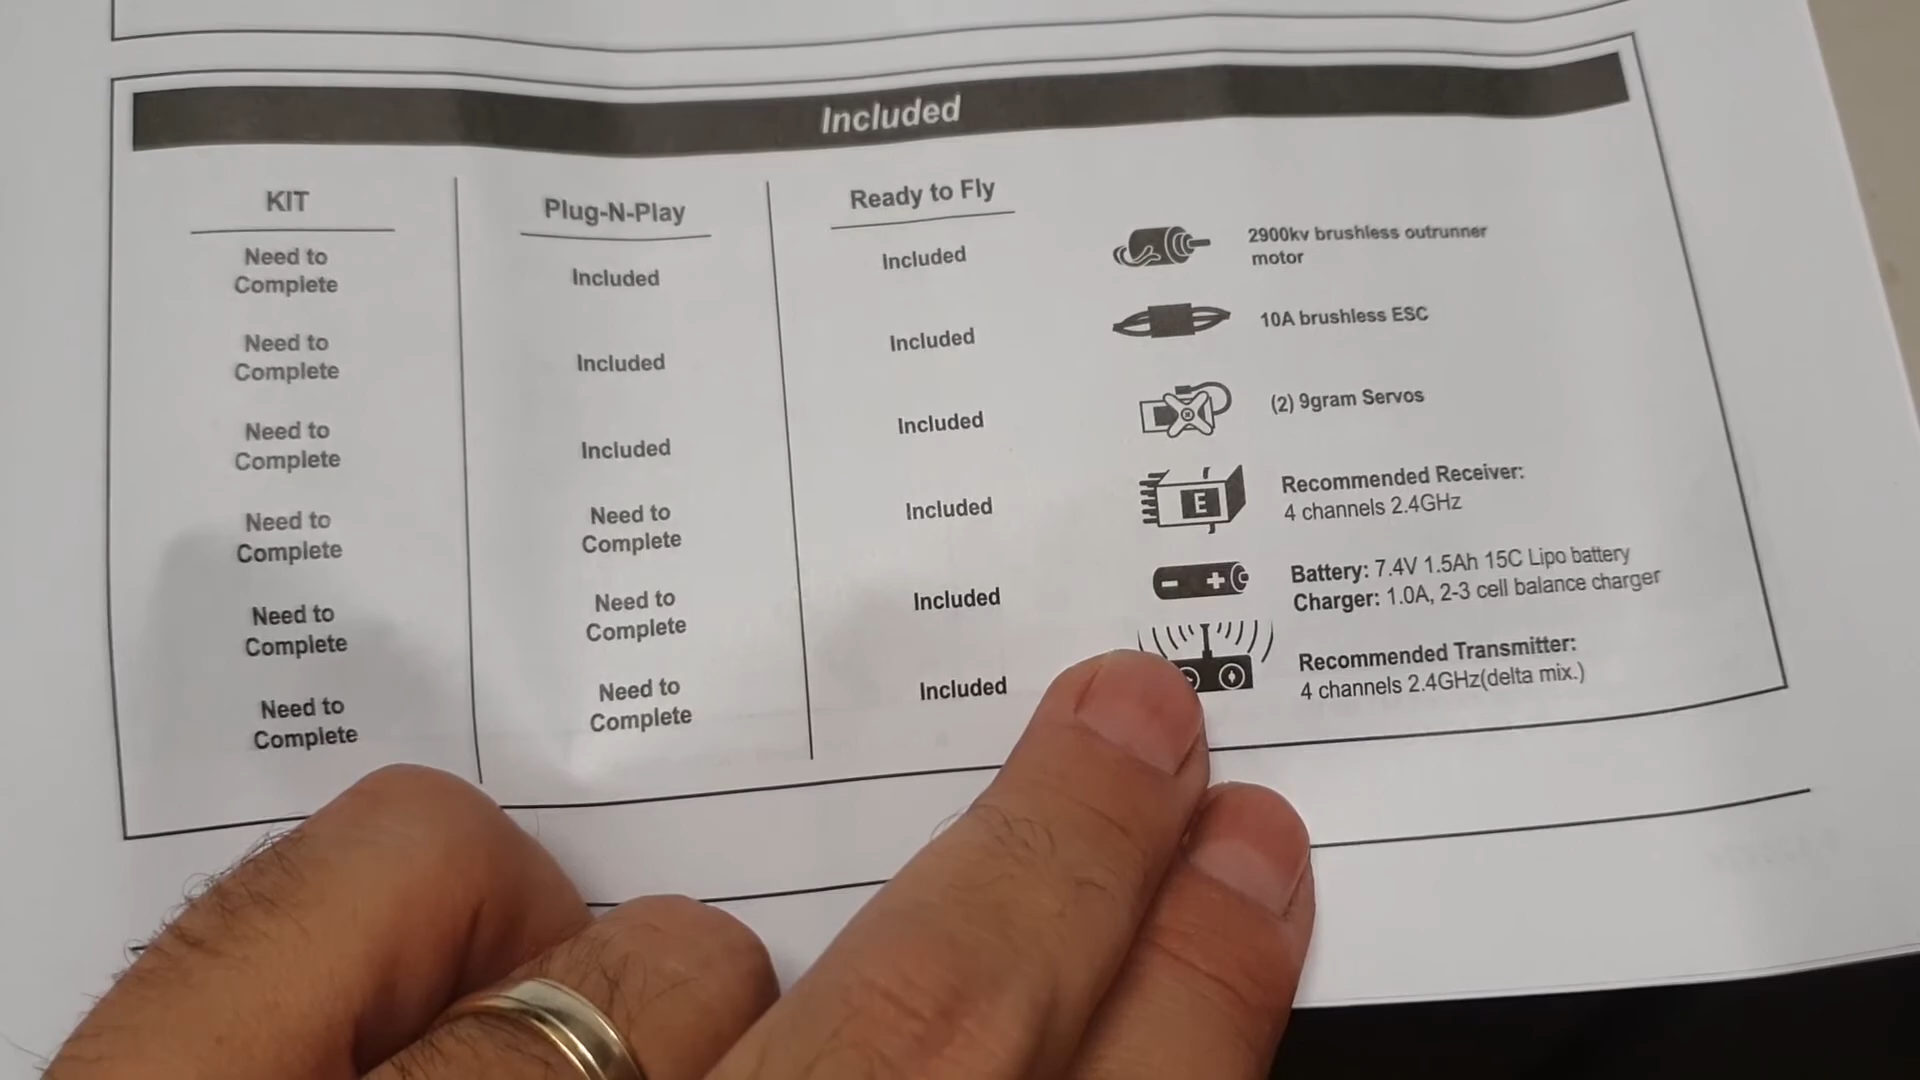 Included
KIT
Plug-N-Play
Ready to Fly
Need to
Complete
Included
Included
2900kv brushless outrunner
motor
Need to
Complete
Included
Included
10A brushless ESC
Need to
Complete
Included
Included
(2) 9gram Servos
Need to
Complete
Need to
Complete
Included
E
Recommended Receiver:
4 channels 2.4GHz
Need to
Complete
Need to
Complete
Included
Battery: 7.4V 1.5Ah 15C Lipo battery
Charger: 1.0A, 2-3 cell balance charger
Need to
Complete
Need to
Complete
Included
Recommended Transmitter:
4 channels 2.4GHz(delta mix.)